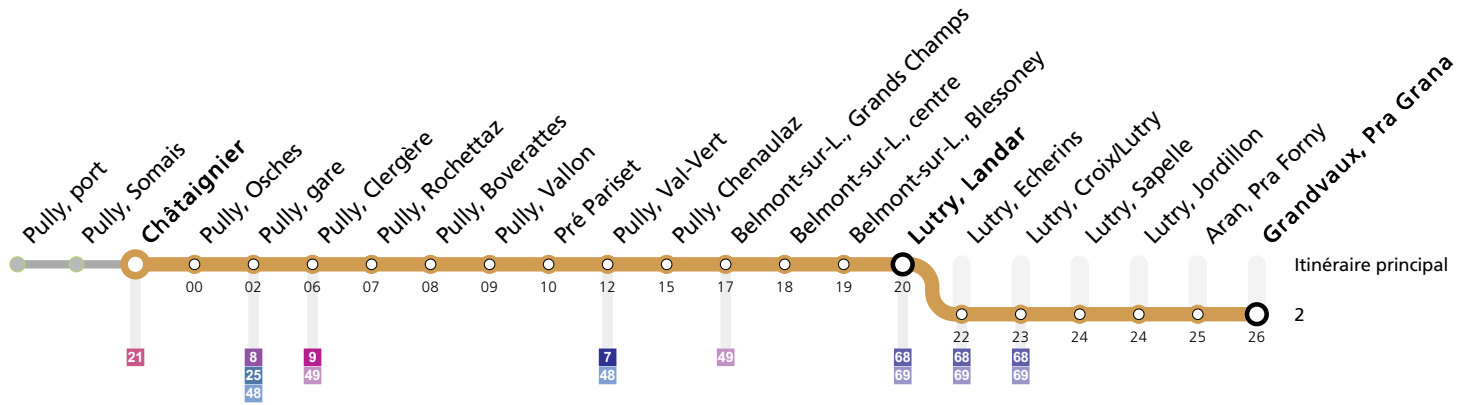 Pully, port
Pully, Somais
Châtaignier
Pully, Osches
Pully, gare
Pully, Clergère
Pully, Rochettaz
Pully, Boverattes
Pully, Vallon
Pré Pariset
Pully, Val-Vert
Pully, Chenaulaz
Belmont-sur-L., Grands Champs
Belmont-sur-L., centre
Belmont-sur-L., Blessoney
Lutry, Landar
Lutry, Echerins
Lutry, Croix/Lutry
Lutry, Sapelle
Lutry, Jordillon
Aran, Pra Forny
Grandvaux, Pra Grana
Itinéraire principal
00 02 06 07 08 09 10 12 15 17 18 19 20
2
22 23 24 24 25 26
21 8 9 7 49 68 68 68
25 49 48 69 69 69
48